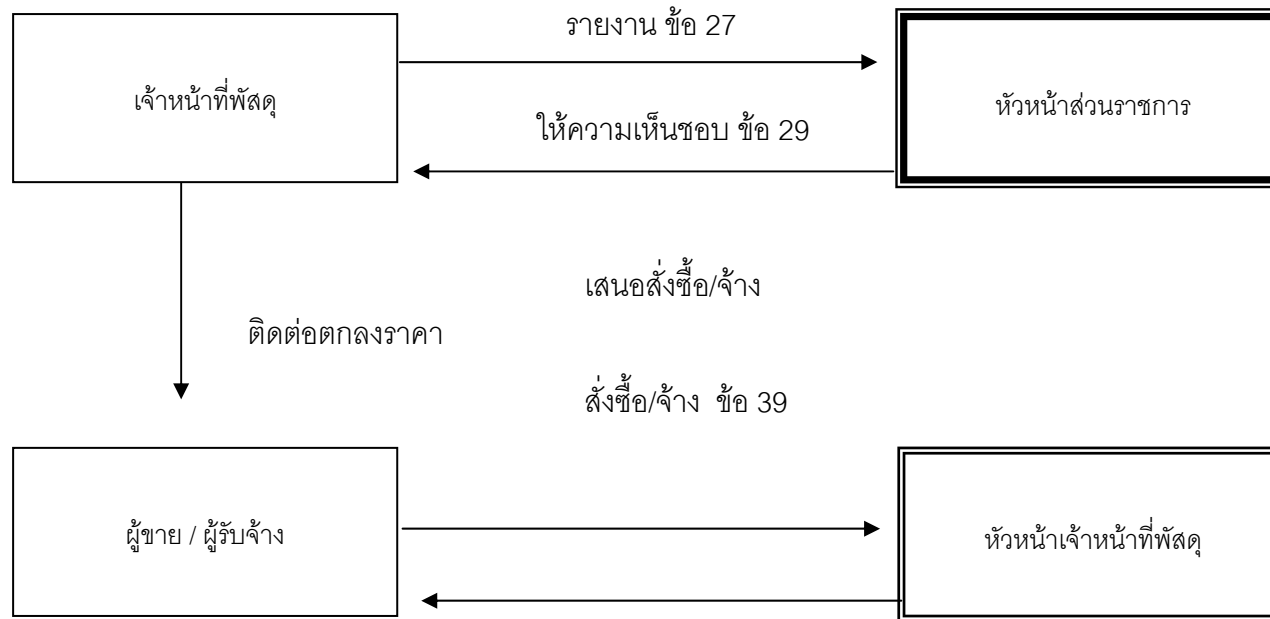 รายงาน ข้อ 27
เจ้าหน้าที่พัสดุ
หัวหน้าส่วนราชการ
ให้ความเห็นชอบ ข้อ 29
เสนอสั่งซื้อ/จ้าง
ติดต่อตกลงราคา
สั่งซื้อ/จ้าง ข้อ 39
ผู้ขาย / ผู้รับจ้าง
หัวหน้าเจ้าหน้าที่พัสดุ